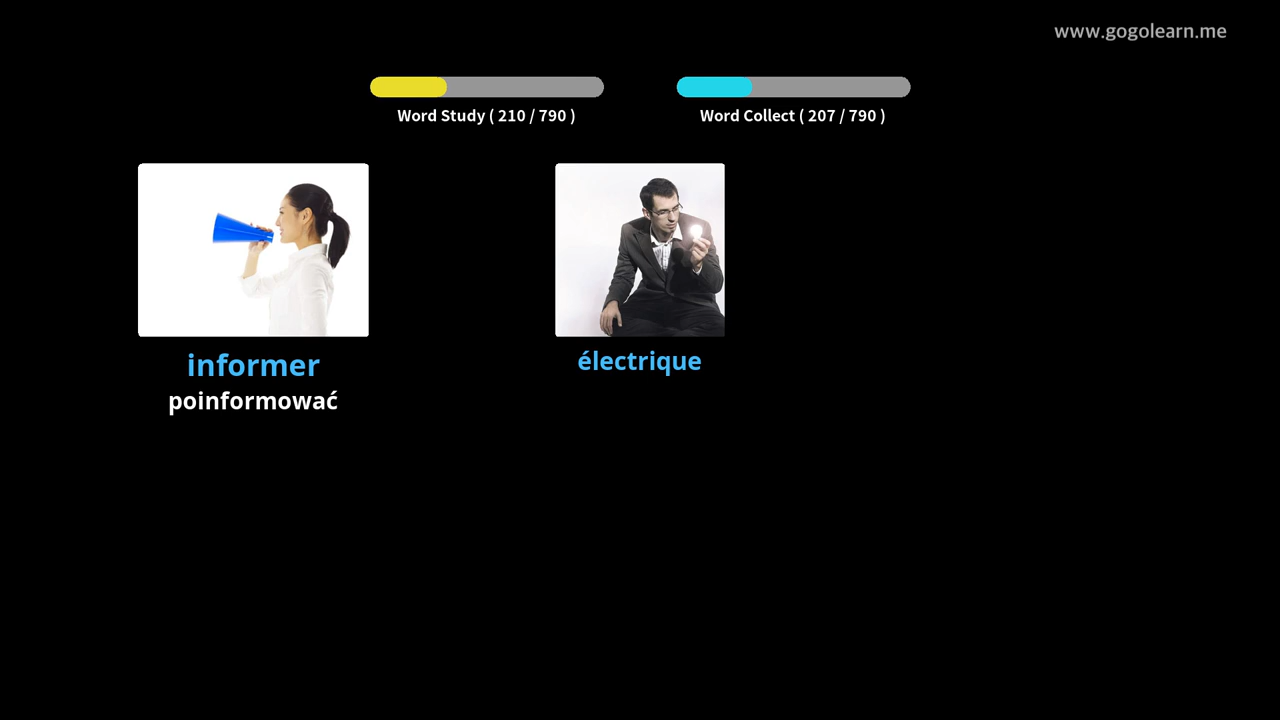 www.gogolearn.me
Word Study ( 210 / 790 )
Word Collect ( 207 / 790 )
informer
poinformować
électrique